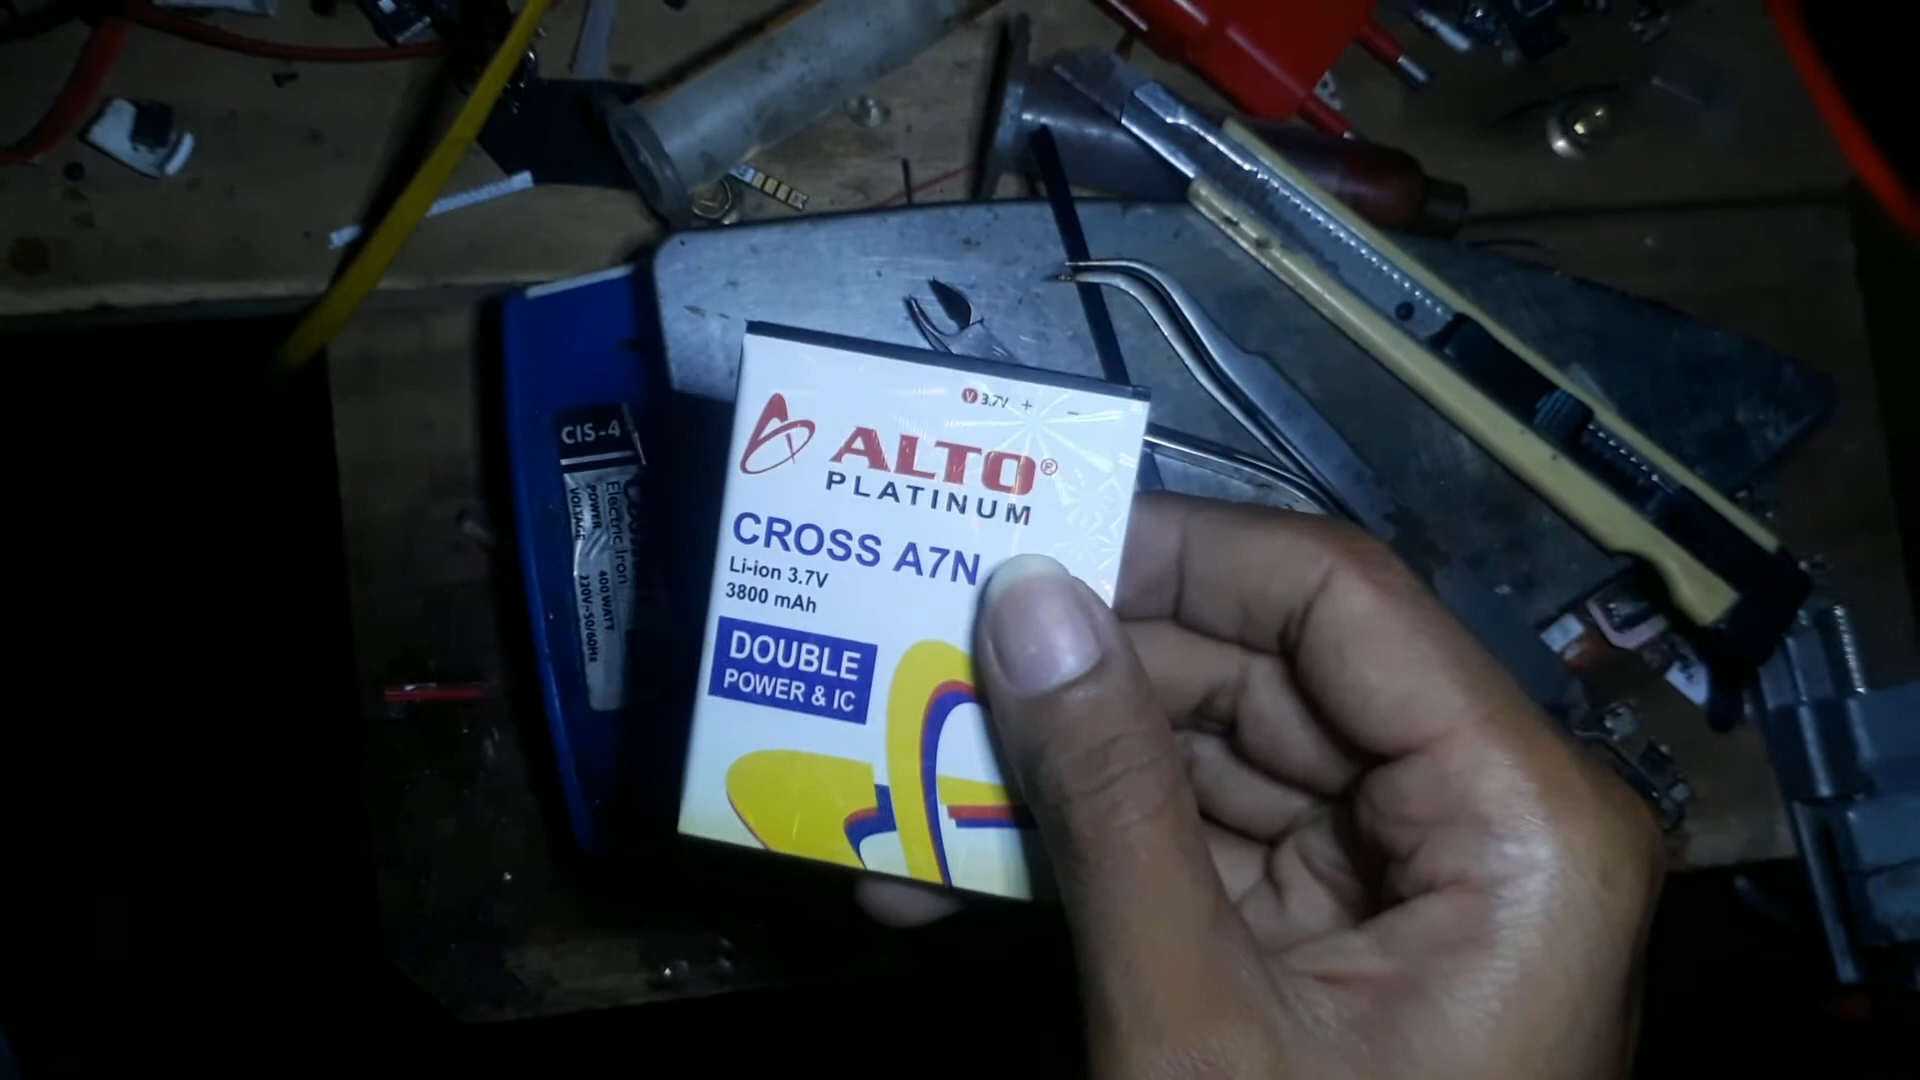 V 3.7V + -
ALTO®
PLATINUM
CROSS A7N
Li-ion 3.7V
3800 mAh
DOUBLE
POWER & IC
CIS-4
Electric Iron
POWER 400 WATT
VOLTAGE 220V~50/60Hz